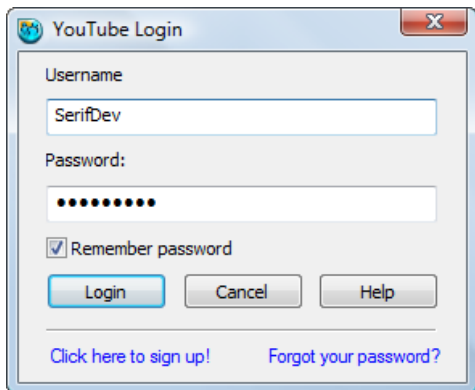 YouTube Login
Username
SerifDev
Password:
•••••••••
Remember password
Login Cancel Help
Click here to sign up! Forgot your password?